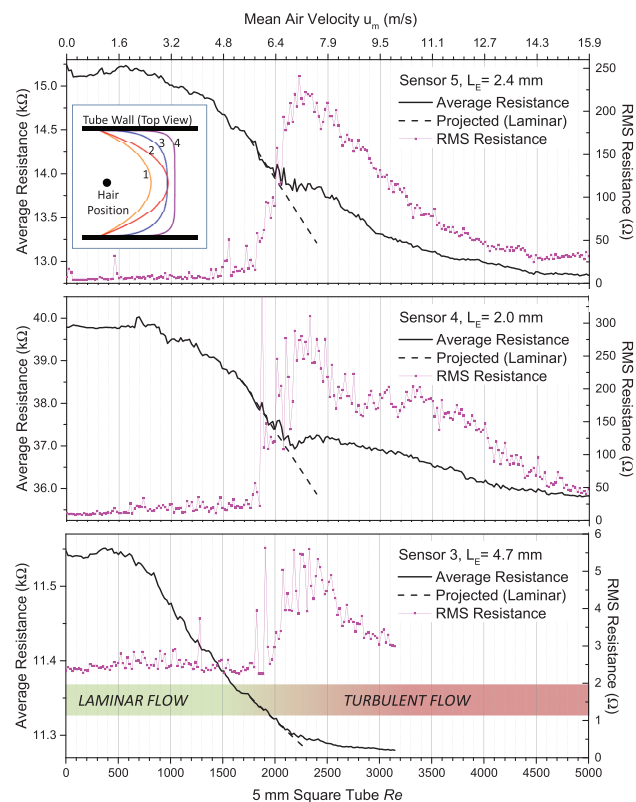 Mean Air Velocity uₘ (m/s)
0.0 1.6 3.2 4.8 6.4 7.9 9.5 11.1 12.7 14.3 15.9
Sensor 5, L_E= 2.4 mm
Average Resistance
Projected (Laminar)
RMS Resistance
Tube Wall (Top View)
1 2 3 4
Hair
Position
Average Resistance (kΩ)
15.0
14.5
14.0
13.5
13.0
RMS Resistance (Ω)
250
200
150
100
50
0
Sensor 4, L_E= 2.0 mm
Average Resistance
Projected (Laminar)
RMS Resistance
Average Resistance (kΩ)
40.0
39.0
38.0
37.0
36.0
RMS Resistance (Ω)
300
250
200
150
100
50
0
Sensor 3, L_E= 4.7 mm
Average Resistance
Projected (Laminar)
RMS Resistance
Average Resistance (kΩ)
11.5
11.4
11.3
RMS Resistance (Ω)
6
5
4
3
2
1
0
LAMINAR FLOW TURBULENT FLOW
0 500 1000 1500 2000 2500 3000 3500 4000 4500 5000
5 mm Square Tube Re